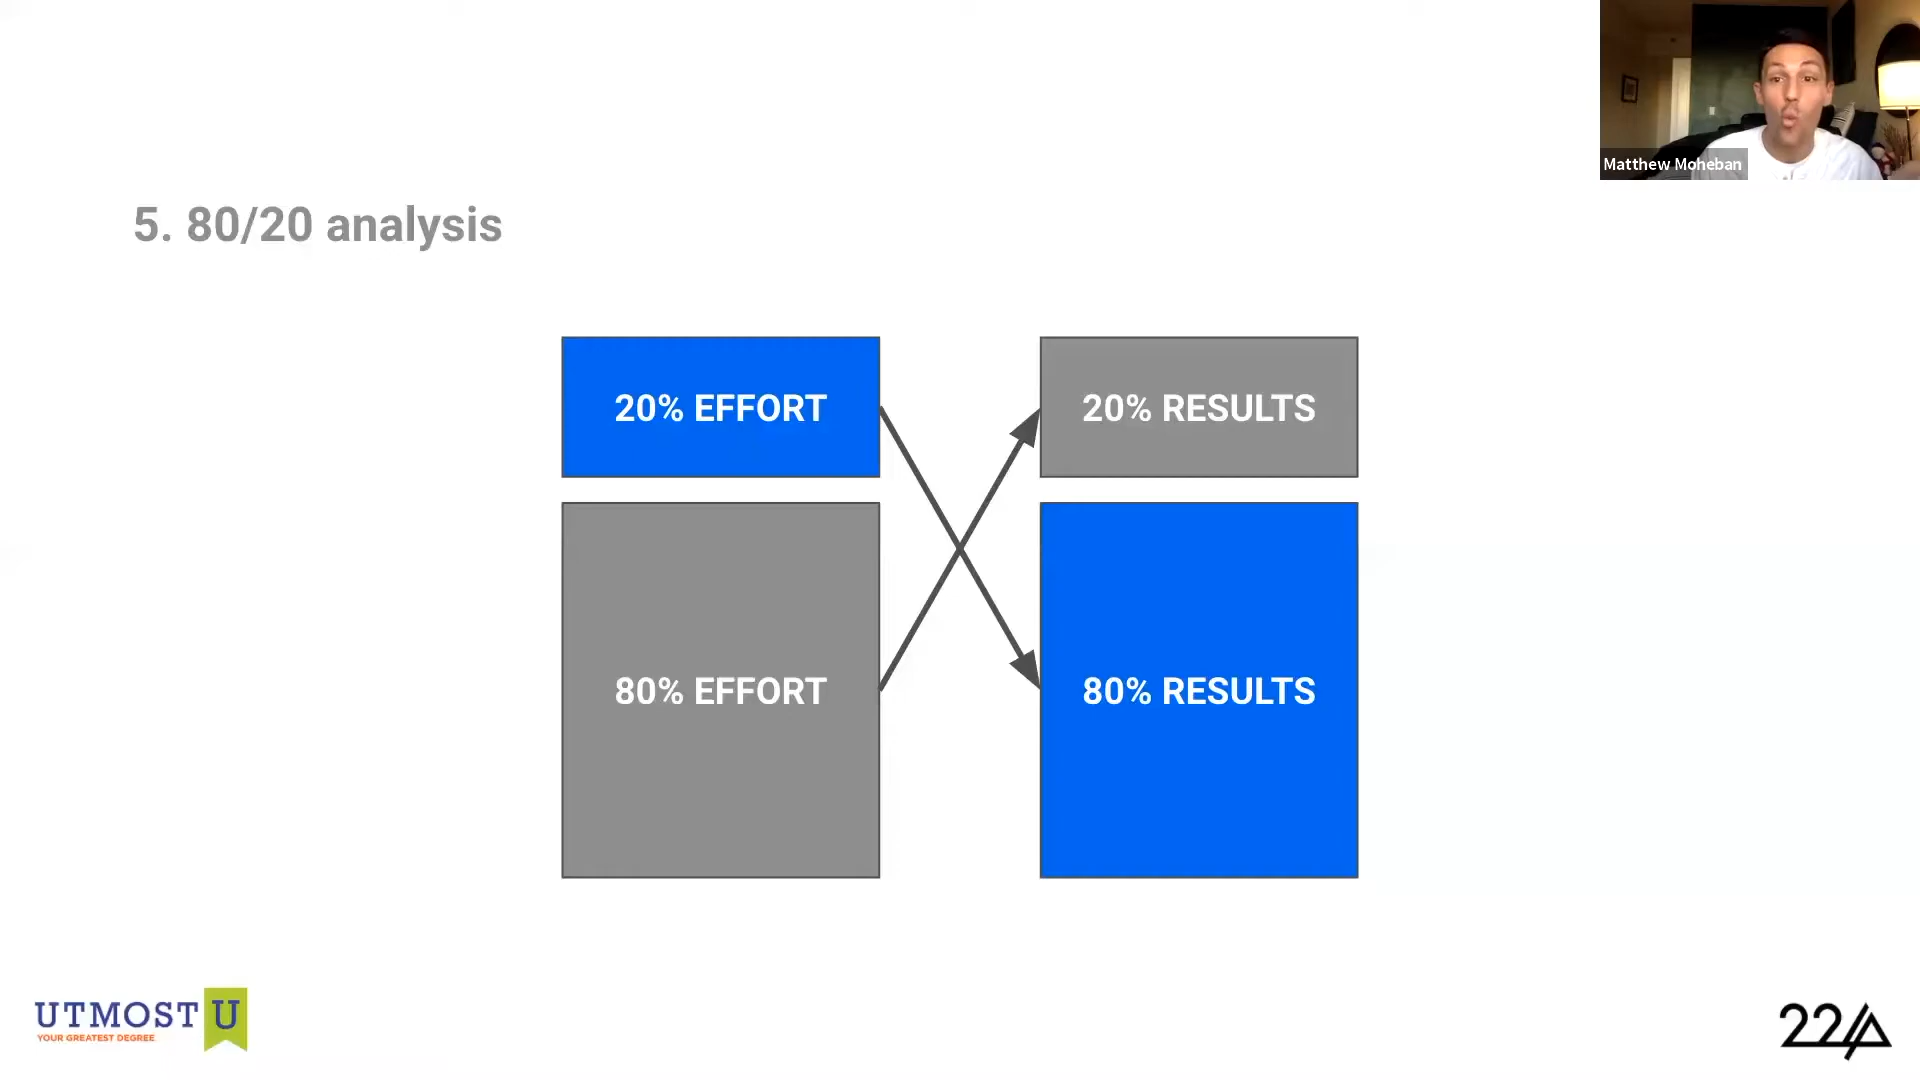 Matthew Moheban
5. 80/20 analysis
20% EFFORT
20% RESULTS
80% EFFORT
80% RESULTS
UTMOST U
YOUR GREATEST DEGREE
22